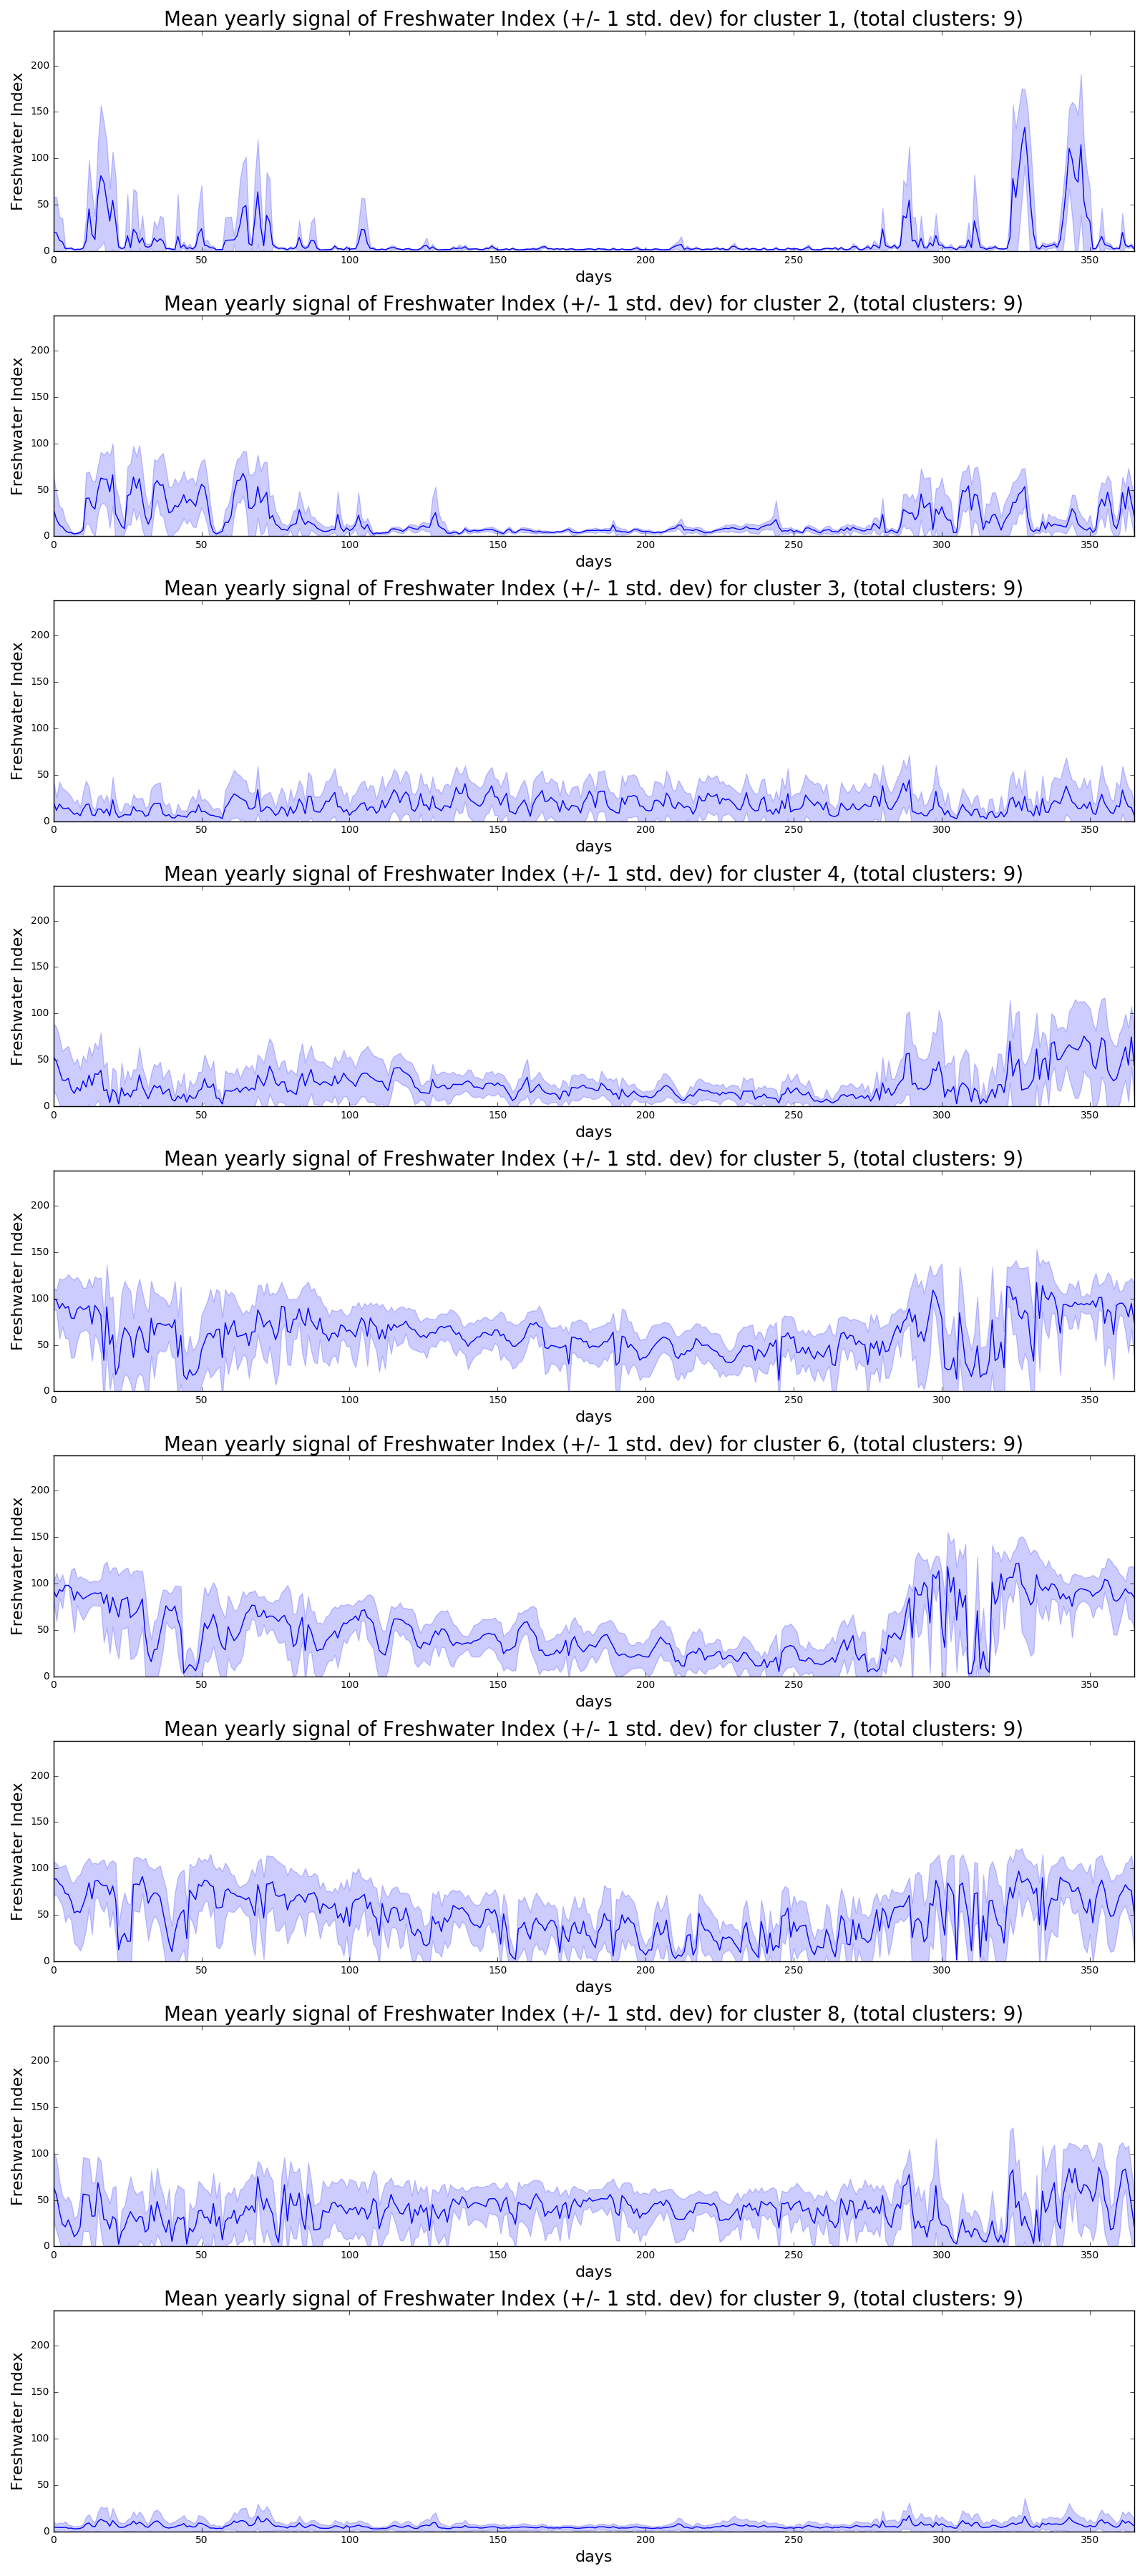 Mean yearly signal of Freshwater Index (+/- 1 std. dev) for cluster 1, (total clusters: 9)
200
150
100
50
0
Freshwater Index
0 50 100 150 200 250 300 350
days
Mean yearly signal of Freshwater Index (+/- 1 std. dev) for cluster 2, (total clusters: 9)
200
150
100
50
0
Freshwater Index
0 50 100 150 200 250 300 350
days
Mean yearly signal of Freshwater Index (+/- 1 std. dev) for cluster 3, (total clusters: 9)
200
150
100
50
0
Freshwater Index
0 50 100 150 200 250 300 350
days
Mean yearly signal of Freshwater Index (+/- 1 std. dev) for cluster 4, (total clusters: 9)
200
150
100
50
0
Freshwater Index
0 50 100 150 200 250 300 350
days
Mean yearly signal of Freshwater Index (+/- 1 std. dev) for cluster 5, (total clusters: 9)
200
150
100
50
0
Freshwater Index
0 50 100 150 200 250 300 350
days
Mean yearly signal of Freshwater Index (+/- 1 std. dev) for cluster 6, (total clusters: 9)
200
150
100
50
0
Freshwater Index
0 50 100 150 200 250 300 350
days
Mean yearly signal of Freshwater Index (+/- 1 std. dev) for cluster 7, (total clusters: 9)
200
150
100
50
0
Freshwater Index
0 50 100 150 200 250 300 350
days
Mean yearly signal of Freshwater Index (+/- 1 std. dev) for cluster 8, (total clusters: 9)
200
150
100
50
0
Freshwater Index
0 50 100 150 200 250 300 350
days
Mean yearly signal of Freshwater Index (+/- 1 std. dev) for cluster 9, (total clusters: 9)
200
150
100
50
0
Freshwater Index
0 50 100 150 200 250 300 350
days